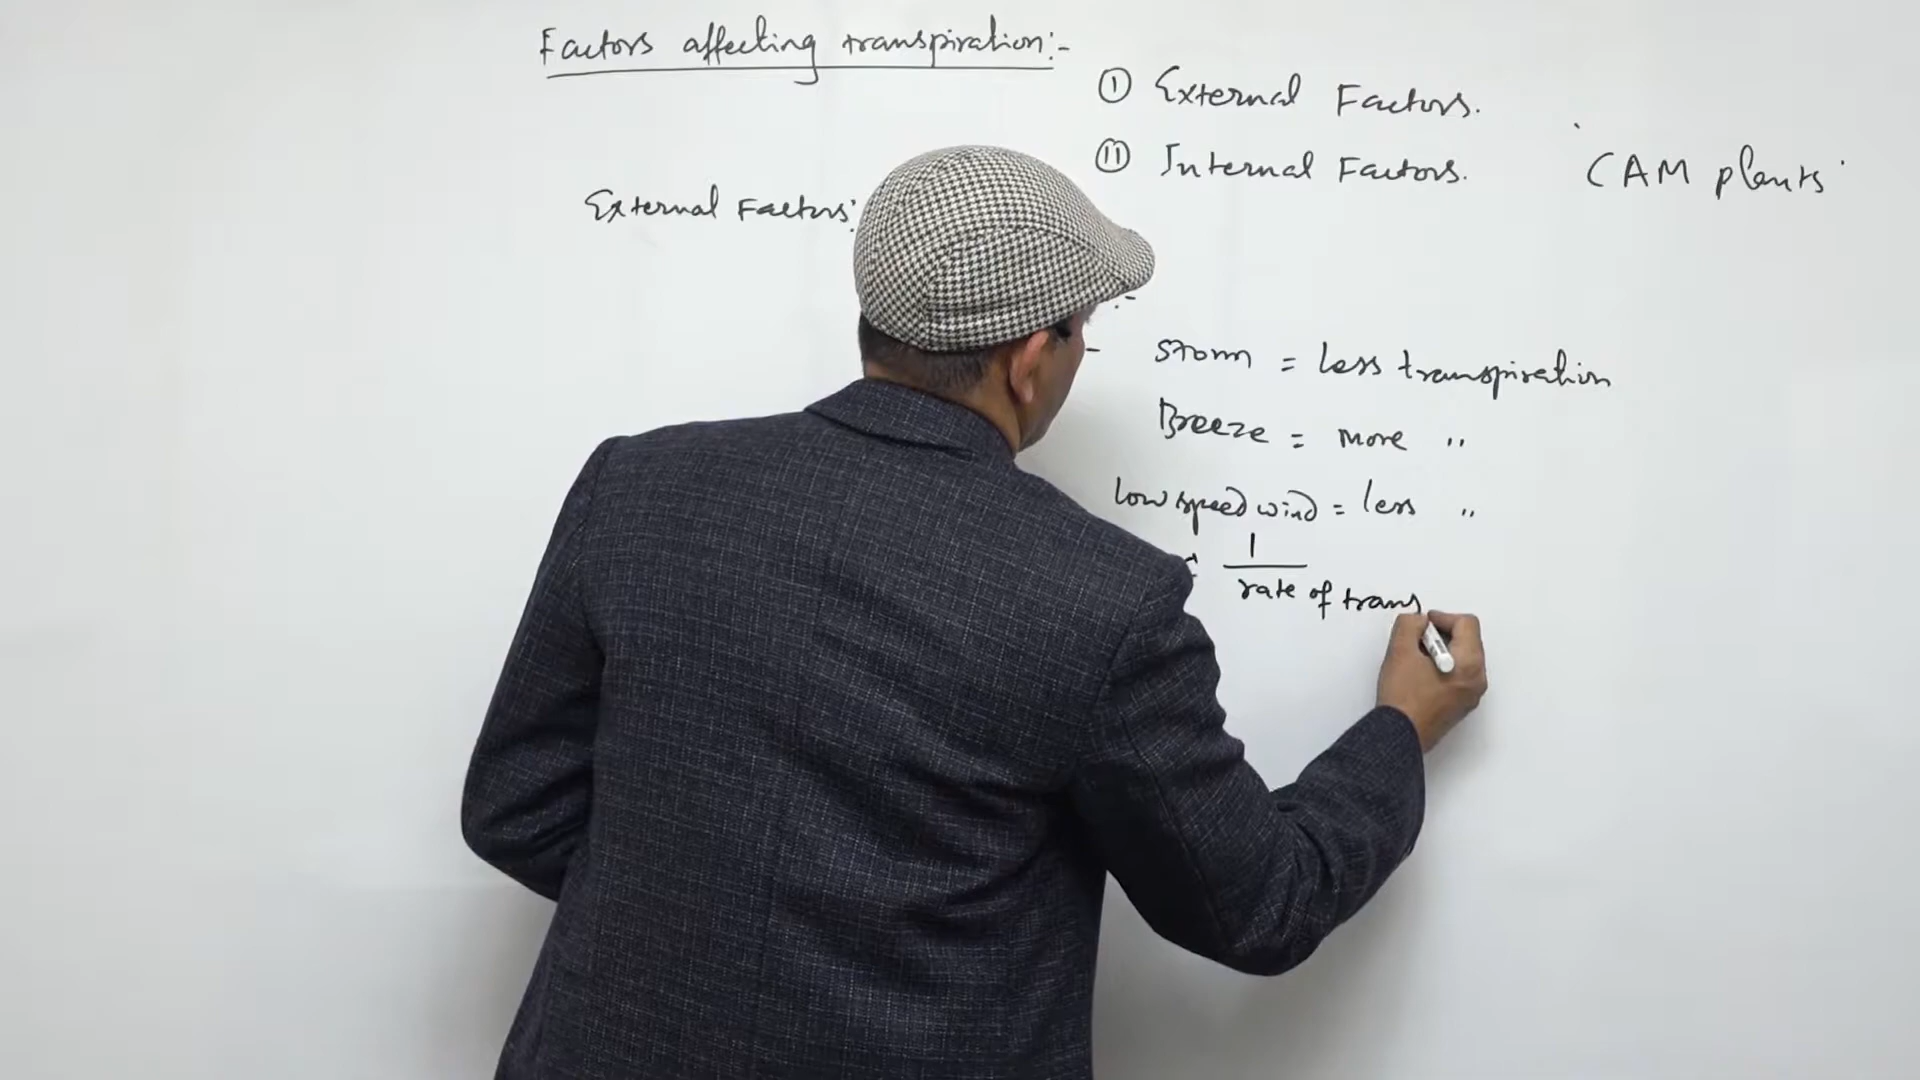 Factors affecting transpiration:-
① External Factors.
② Internal Factors.
CAM plants
External Factors:
:-
- Storm = less transpiration
Breeze = more "
low speed wind = less "
1
rate of trans